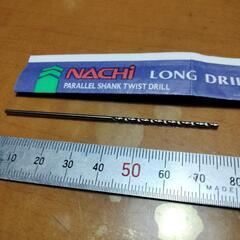 NACHi LONG DRIL
PARALLEL SHANK TWIST DRILL
10 20 30 40 50 60 70 80
MADE